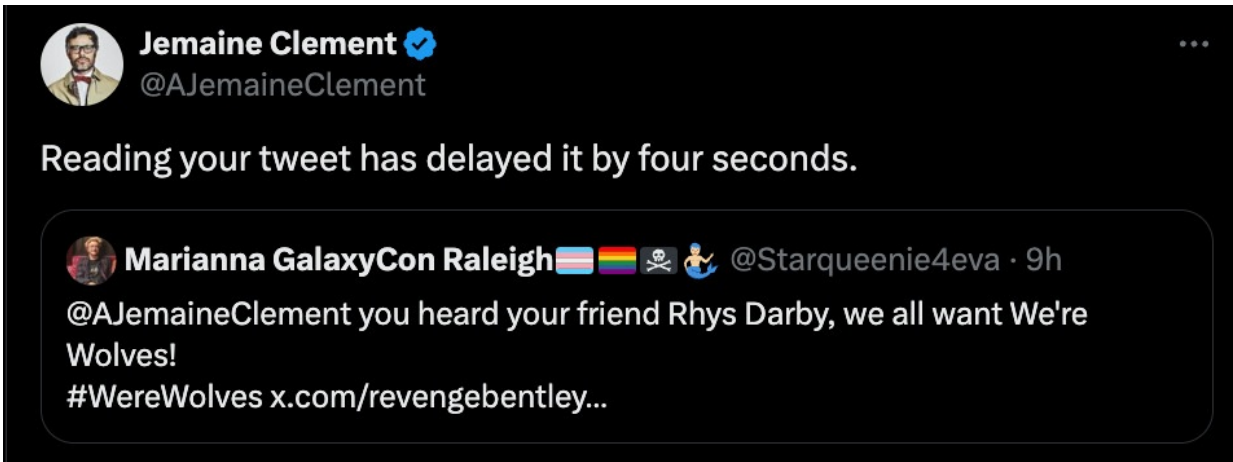 Jemaine Clement
@AJemaineClement
Reading your tweet has delayed it by four seconds.
Marianna GalaxyCon Raleigh🏳️‍⚧️🏳️‍🌈🏴‍☠️🧜‍♂️ @Starqueenie4eva · 9h
@AJemaineClement you heard your friend Rhys Darby, we all want We're
Wolves!
#WereWolves x.com/revengebentley...